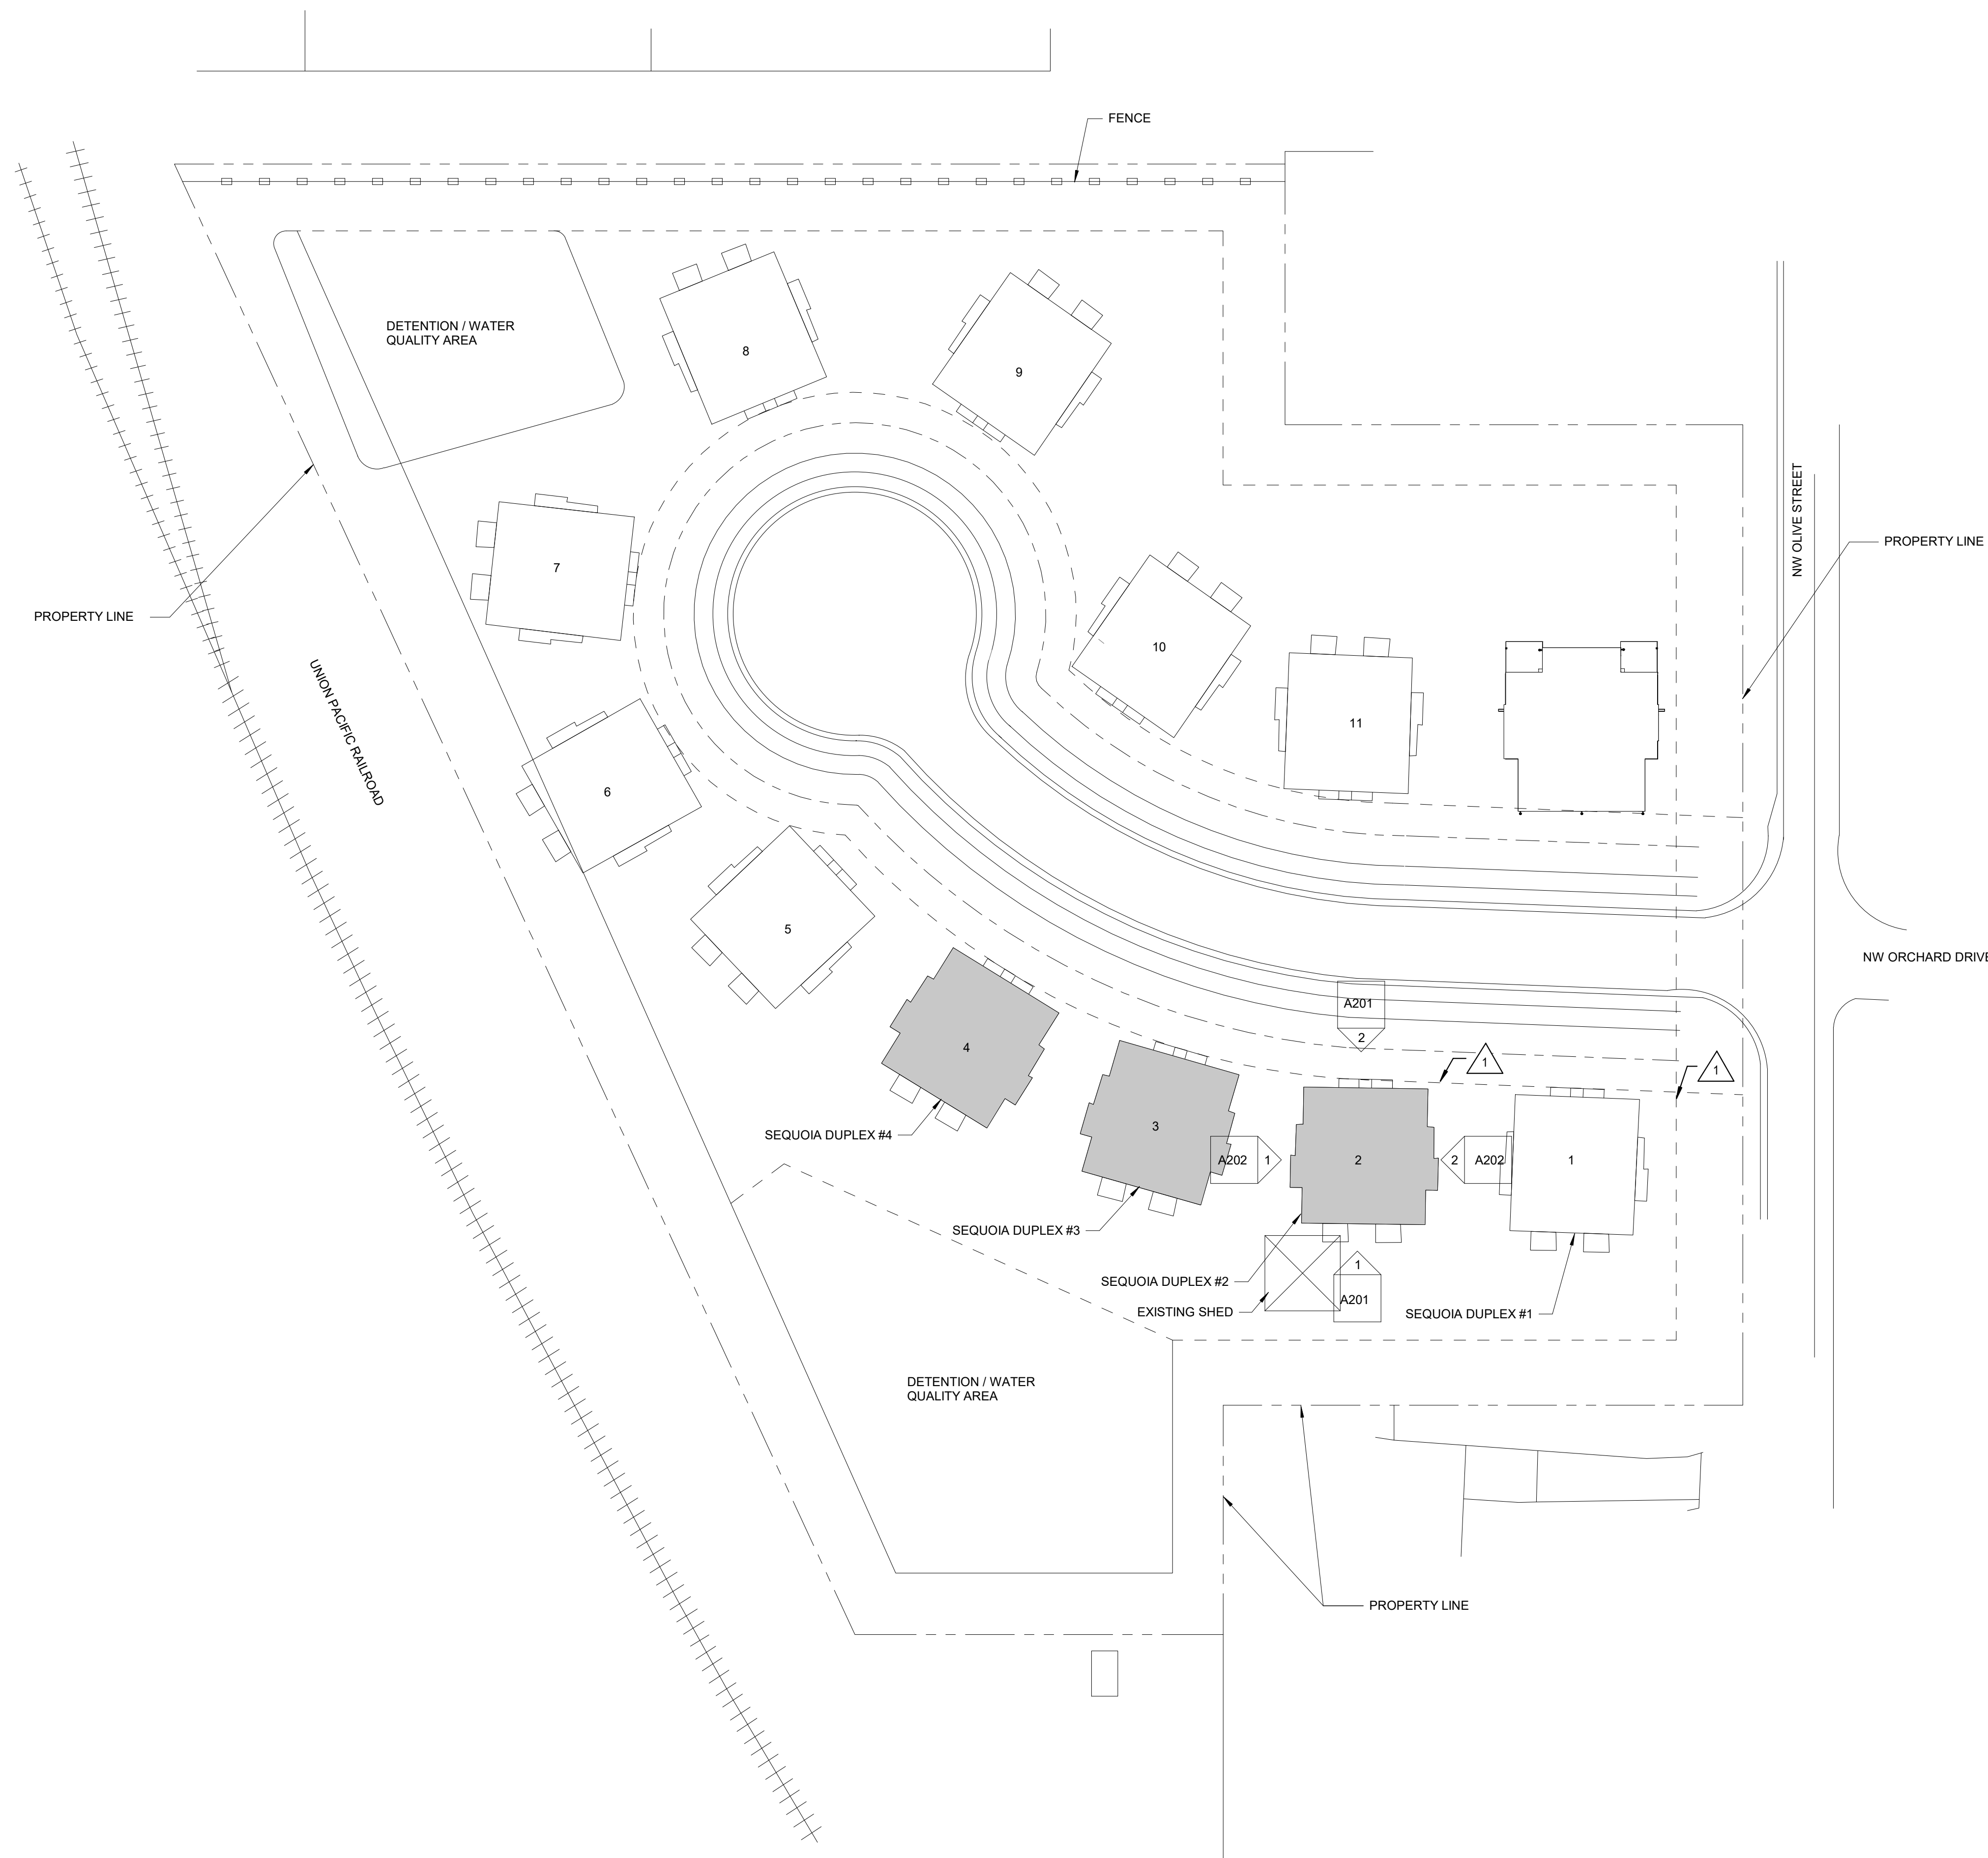 FENCE
DETENTION / WATER
QUALITY AREA
8
9
NW OLIVE STREET
PROPERTY LINE
7
PROPERTY LINE
10
11
UNION PACIFIC RAILROAD
6
5
NW ORCHARD DRIVE
A201
2
4
1
1
3
SEQUOIA DUPLEX #4
A202
1
2
2
A202
1
SEQUOIA DUPLEX #3
1
SEQUOIA DUPLEX #2
A201
EXISTING SHED
SEQUOIA DUPLEX #1
DETENTION / WATER
QUALITY AREA
PROPERTY LINE